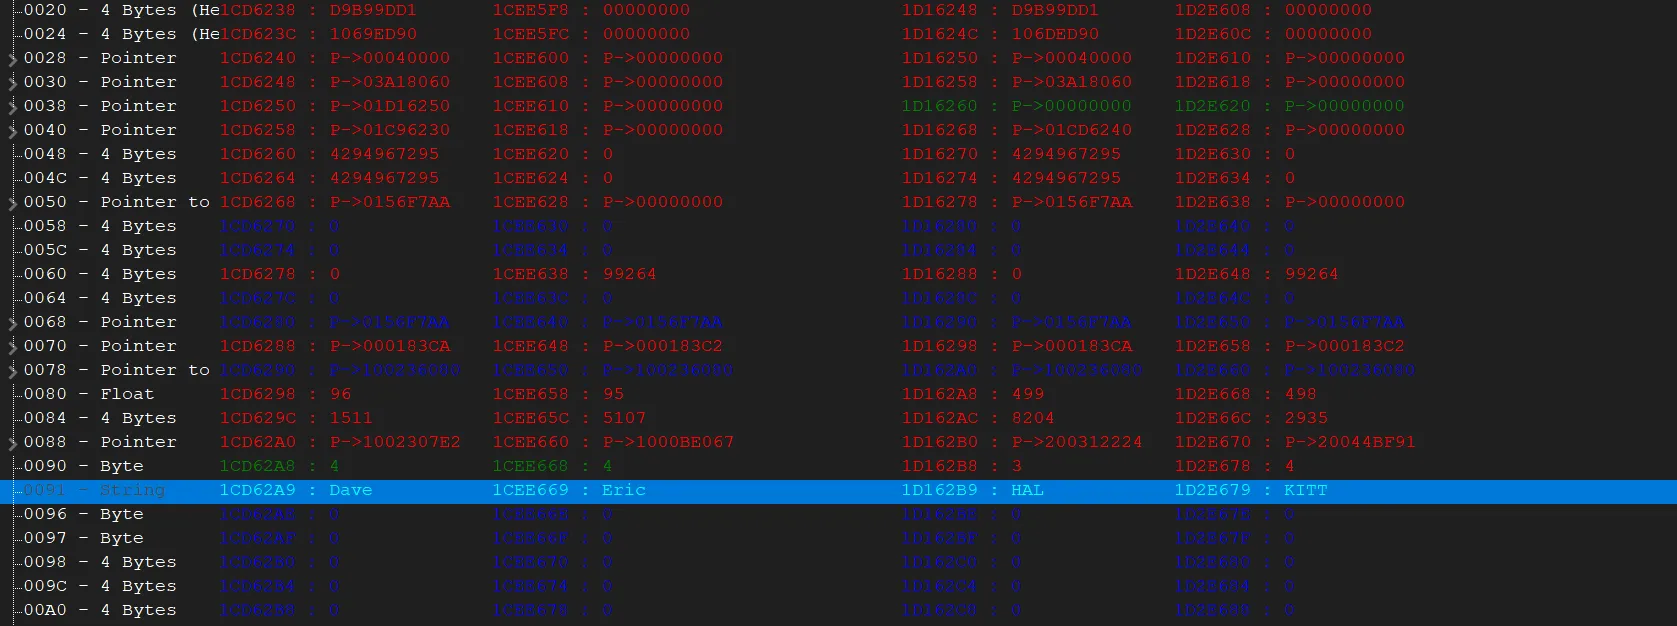 0020 - 4 Bytes (He 1CD6238 : D9B99DD1 1CEE5F8 : 00000000 1D16248 : D9B99DD1 1D2E608 : 00000000
0024 - 4 Bytes (He 1CD623C : 1069ED90 1CEE5FC : 00000000 1D1624C : 106DED90 1D2E60C : 00000000
0028 - Pointer 1CD6240 : P->00040000 1CEE600 : P->00000000 1D16250 : P->00040000 1D2E610 : P->00000000
0030 - Pointer 1CD6248 : P->03A18060 1CEE608 : P->00000000 1D16258 : P->03A18060 1D2E618 : P->00000000
0038 - Pointer 1CD6250 : P->01D16250 1CEE610 : P->00000000 1D16260 : P->00000000 1D2E620 : P->00000000
0040 - Pointer 1CD6258 : P->01C96230 1CEE618 : P->00000000 1D16268 : P->01CD6240 1D2E628 : P->00000000
0048 - 4 Bytes 1CD6260 : 4294967295 1CEE620 : 0 1D16270 : 4294967295 1D2E630 : 0
004C - 4 Bytes 1CD6264 : 4294967295 1CEE624 : 0 1D16274 : 4294967295 1D2E634 : 0
0050 - Pointer to 1CD6268 : P->0156F7AA 1CEE628 : P->00000000 1D16278 : P->0156F7AA 1D2E638 : P->00000000
0058 - 4 Bytes 1CD6270 : 0 1CEE630 : 0 1D16280 : 0 1D2E640 : 0
005C - 4 Bytes 1CD6274 : 0 1CEE634 : 0 1D16284 : 0 1D2E644 : 0
0060 - 4 Bytes 1CD6278 : 0 1CEE638 : 99264 1D16288 : 0 1D2E648 : 99264
0064 - 4 Bytes 1CD627C : 0 1CEE63C : 0 1D1628C : 0 1D2E64C : 0
0068 - Pointer 1CD6280 : P->0156F7AA 1CEE640 : P->0156F7AA 1D16290 : P->0156F7AA 1D2E650 : P->0156F7AA
0070 - Pointer 1CD6288 : P->000183CA 1CEE648 : P->000183C2 1D16298 : P->000183CA 1D2E658 : P->000183C2
0078 - Pointer to 1CD6290 : 1CEE650 : 1D162A0 : 1D2E660 :
0080 - Float 1CD6298 : 96 1CEE658 : 95 1D162A8 : 499 1D2E668 : 498
0084 - 4 Bytes 1CD629C : 1511 1CEE65C : 5107 1D162AC : 8204 1D2E66C : 2935
0088 - Pointer 1CD62A0 : P->1002307E2 1CEE660 : P->1000BE067 1D162B0 : P->200312224 1D2E670 : P->20044BF91
0090 - Byte 1CD62A8 : 4 1CEE668 : 4 1D162B8 : 3 1D2E678 : 4
0091 - String 1CD62A9 : Dave 1CEE669 : Eric 1D162B9 : HAL 1D2E679 : KITT
0096 - Byte 1CD62AE : 0 1CEE66E : 0 1D162BE : 0 1D2E67E : 0
0097 - Byte 1CD62AF : 0 1CEE66F : 0 1D162BF : 0 1D2E67F : 0
0098 - 4 Bytes 1CD62B0 : 0 1CEE670 : 0 1D162C0 : 0 1D2E680 : 0
009C - 4 Bytes 1CD62B4 : 0 1CEE674 : 0 1D162C4 : 0 1D2E684 : 0
00A0 - 4 Bytes 1CD62B8 : 0 1CEE678 : 0 1D162C8 : 0 1D2E688 : 0